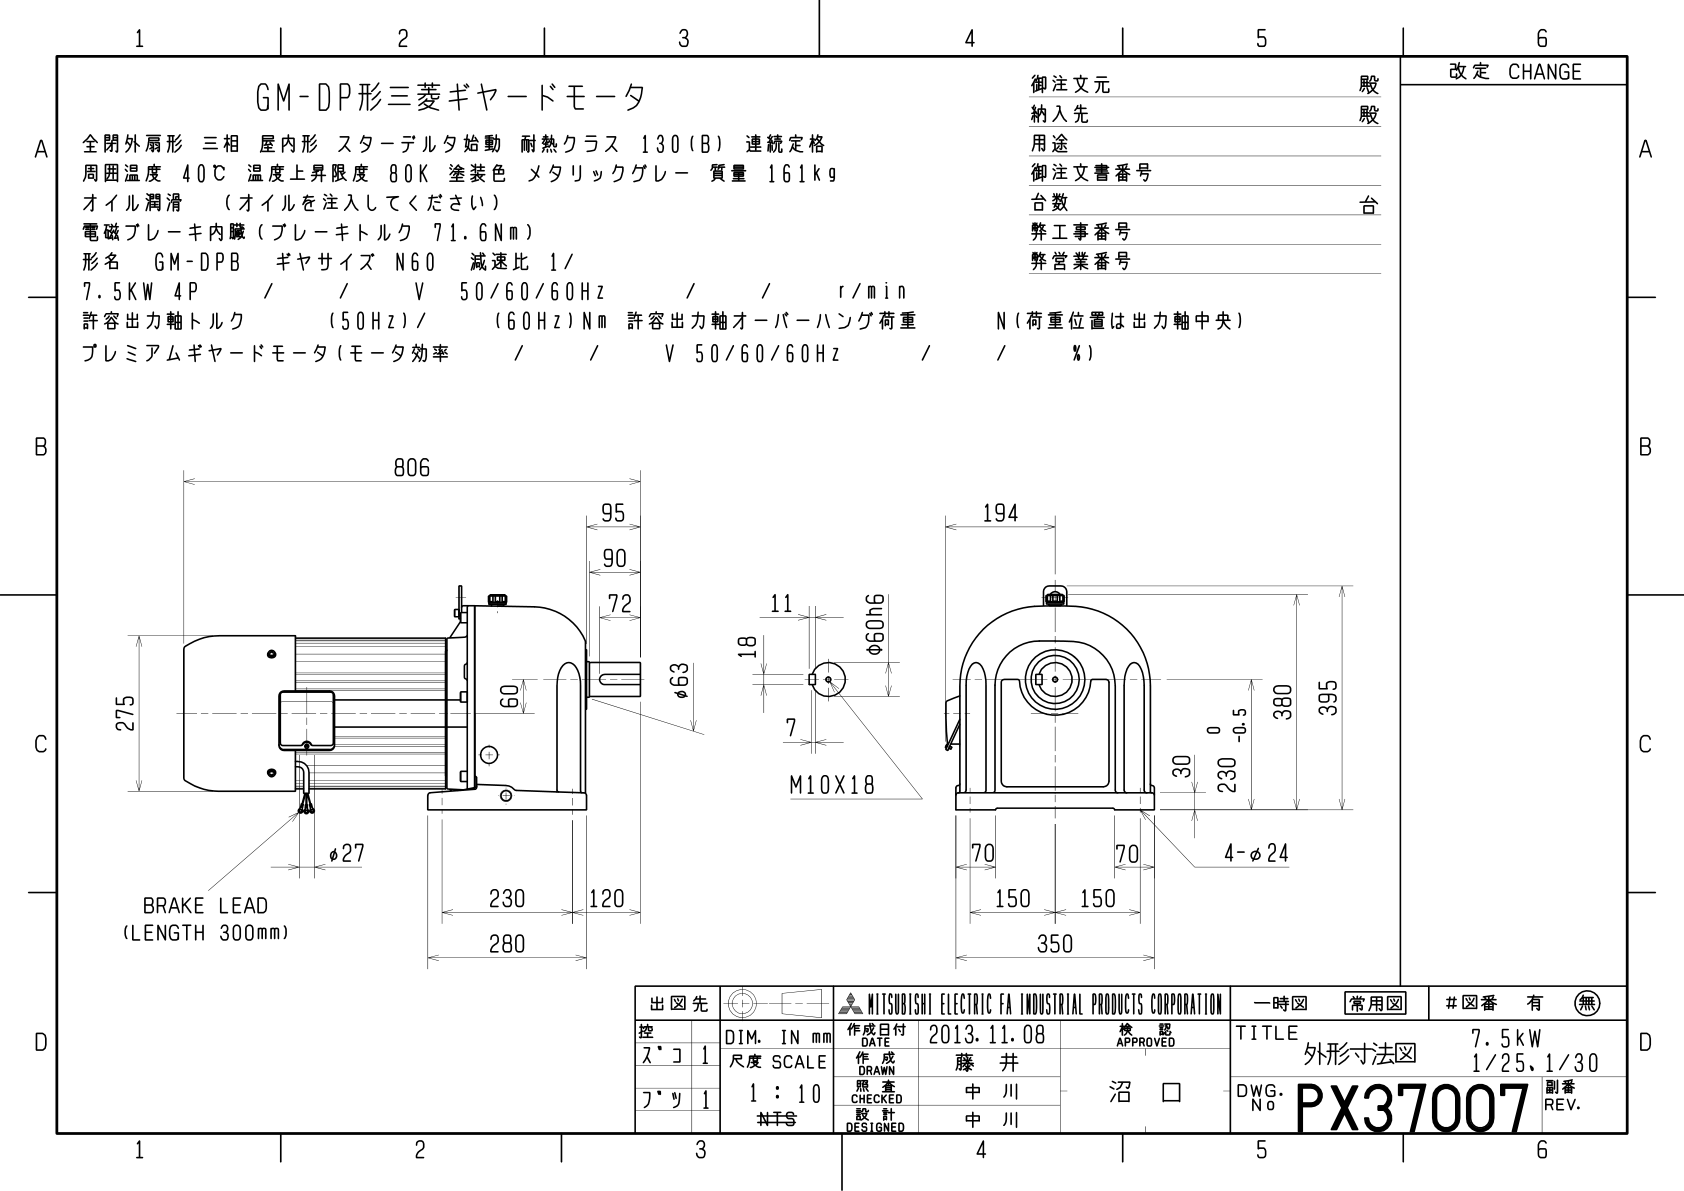 1 2 3 4 5 6
改定 CHANGE
GM-DP形三菱ギヤードモータ
全閉外扇形 三相 屋内形 スターデルタ始動 耐熱クラス 130(B) 連続定格
周囲温度 40℃ 温度上昇限度 80K 塗装色 メタリックグレー 質量 161kg
オイル潤滑 (オイルを注入してください)
電磁ブレーキ内臓(ブレーキトルク 71.6Nm)
形名 GM-DPB ギヤサイズ N60 減速比 1/
7.5KW 4P / / V 50/60/60Hz / / r/min
許容出力軸トルク (50Hz)/ (60Hz)Nm 許容出力軸オーバーハング荷重 N(荷重位置は出力軸中央)
プレミアムギヤードモータ(モータ効率 / / V 50/60/60Hz / / %)
御注文元 殿
納入先 殿
用途
御注文書番号
台数 台
弊工事番号
弊営業番号
A A
B B
C C
D D
806
95
90
72
275
60
φ63
φ27
BRAKE LEAD
(LENGTH 300mm)
230 120
280
11
18
7
φ60h6
M10X18
194
395
380
230 0 -0.5
30
70 70
4-φ24
150 150
350
出図先
控
ズコ 1
ブツ 1
DIM. IN mm
尺度 SCALE
1 : 10
NTS
MITSUBISHI ELECTRIC FA INDUSTRIAL PRODUCTS CORPORATION
作成日付 DATE 2013.11.08
作成 DRAWN 藤井
照査 CHECKED 中川
設計 DESIGNED 中川
検認 APPROVED
沼口
一時図 常用図 #図番 有 無
TITLE 外形寸法図 7.5kW
1/25、1/30
DWG. No PX37007 副番 REV.
1 2 3 4 5 6